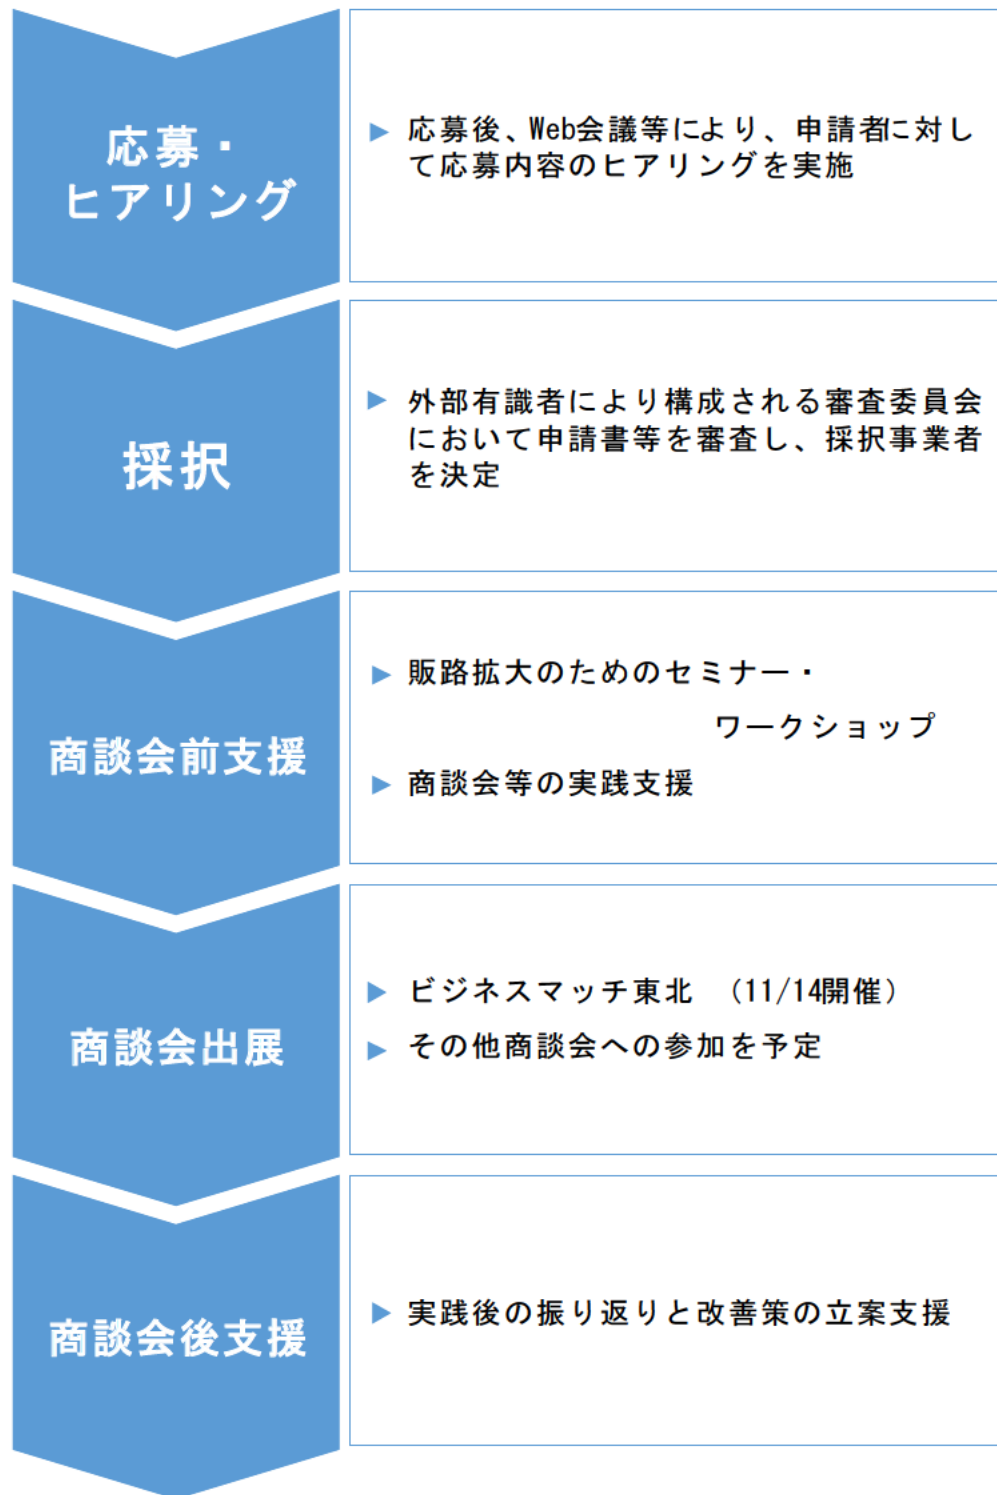 応募・
ヒアリング
▶ 応募後、Web会議等により、申請者に対し
て応募内容のヒアリングを実施
採択
▶ 外部有識者により構成される審査委員会
において申請書等を審査し、採択事業者
を決定
商談会前支援
▶ 販路拡大のためのセミナー・
ワークショップ
▶ 商談会等の実践支援
商談会出展
▶ ビジネスマッチ東北 （11/14開催）
▶ その他商談会への参加を予定
商談会後支援
▶ 実践後の振り返りと改善策の立案支援